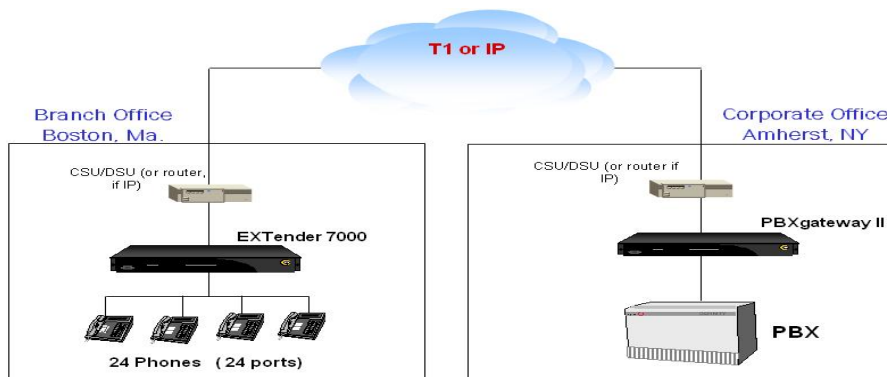 T1 or IP
Branch Office
Boston, Ma.
Corporate Office
Amherst, NY
CSU/DSU (or router,
if IP)
CSU/DSU (or router if
IP)
EXTender 7000
PBXgateway II
24 Phones (24 ports)
PBX